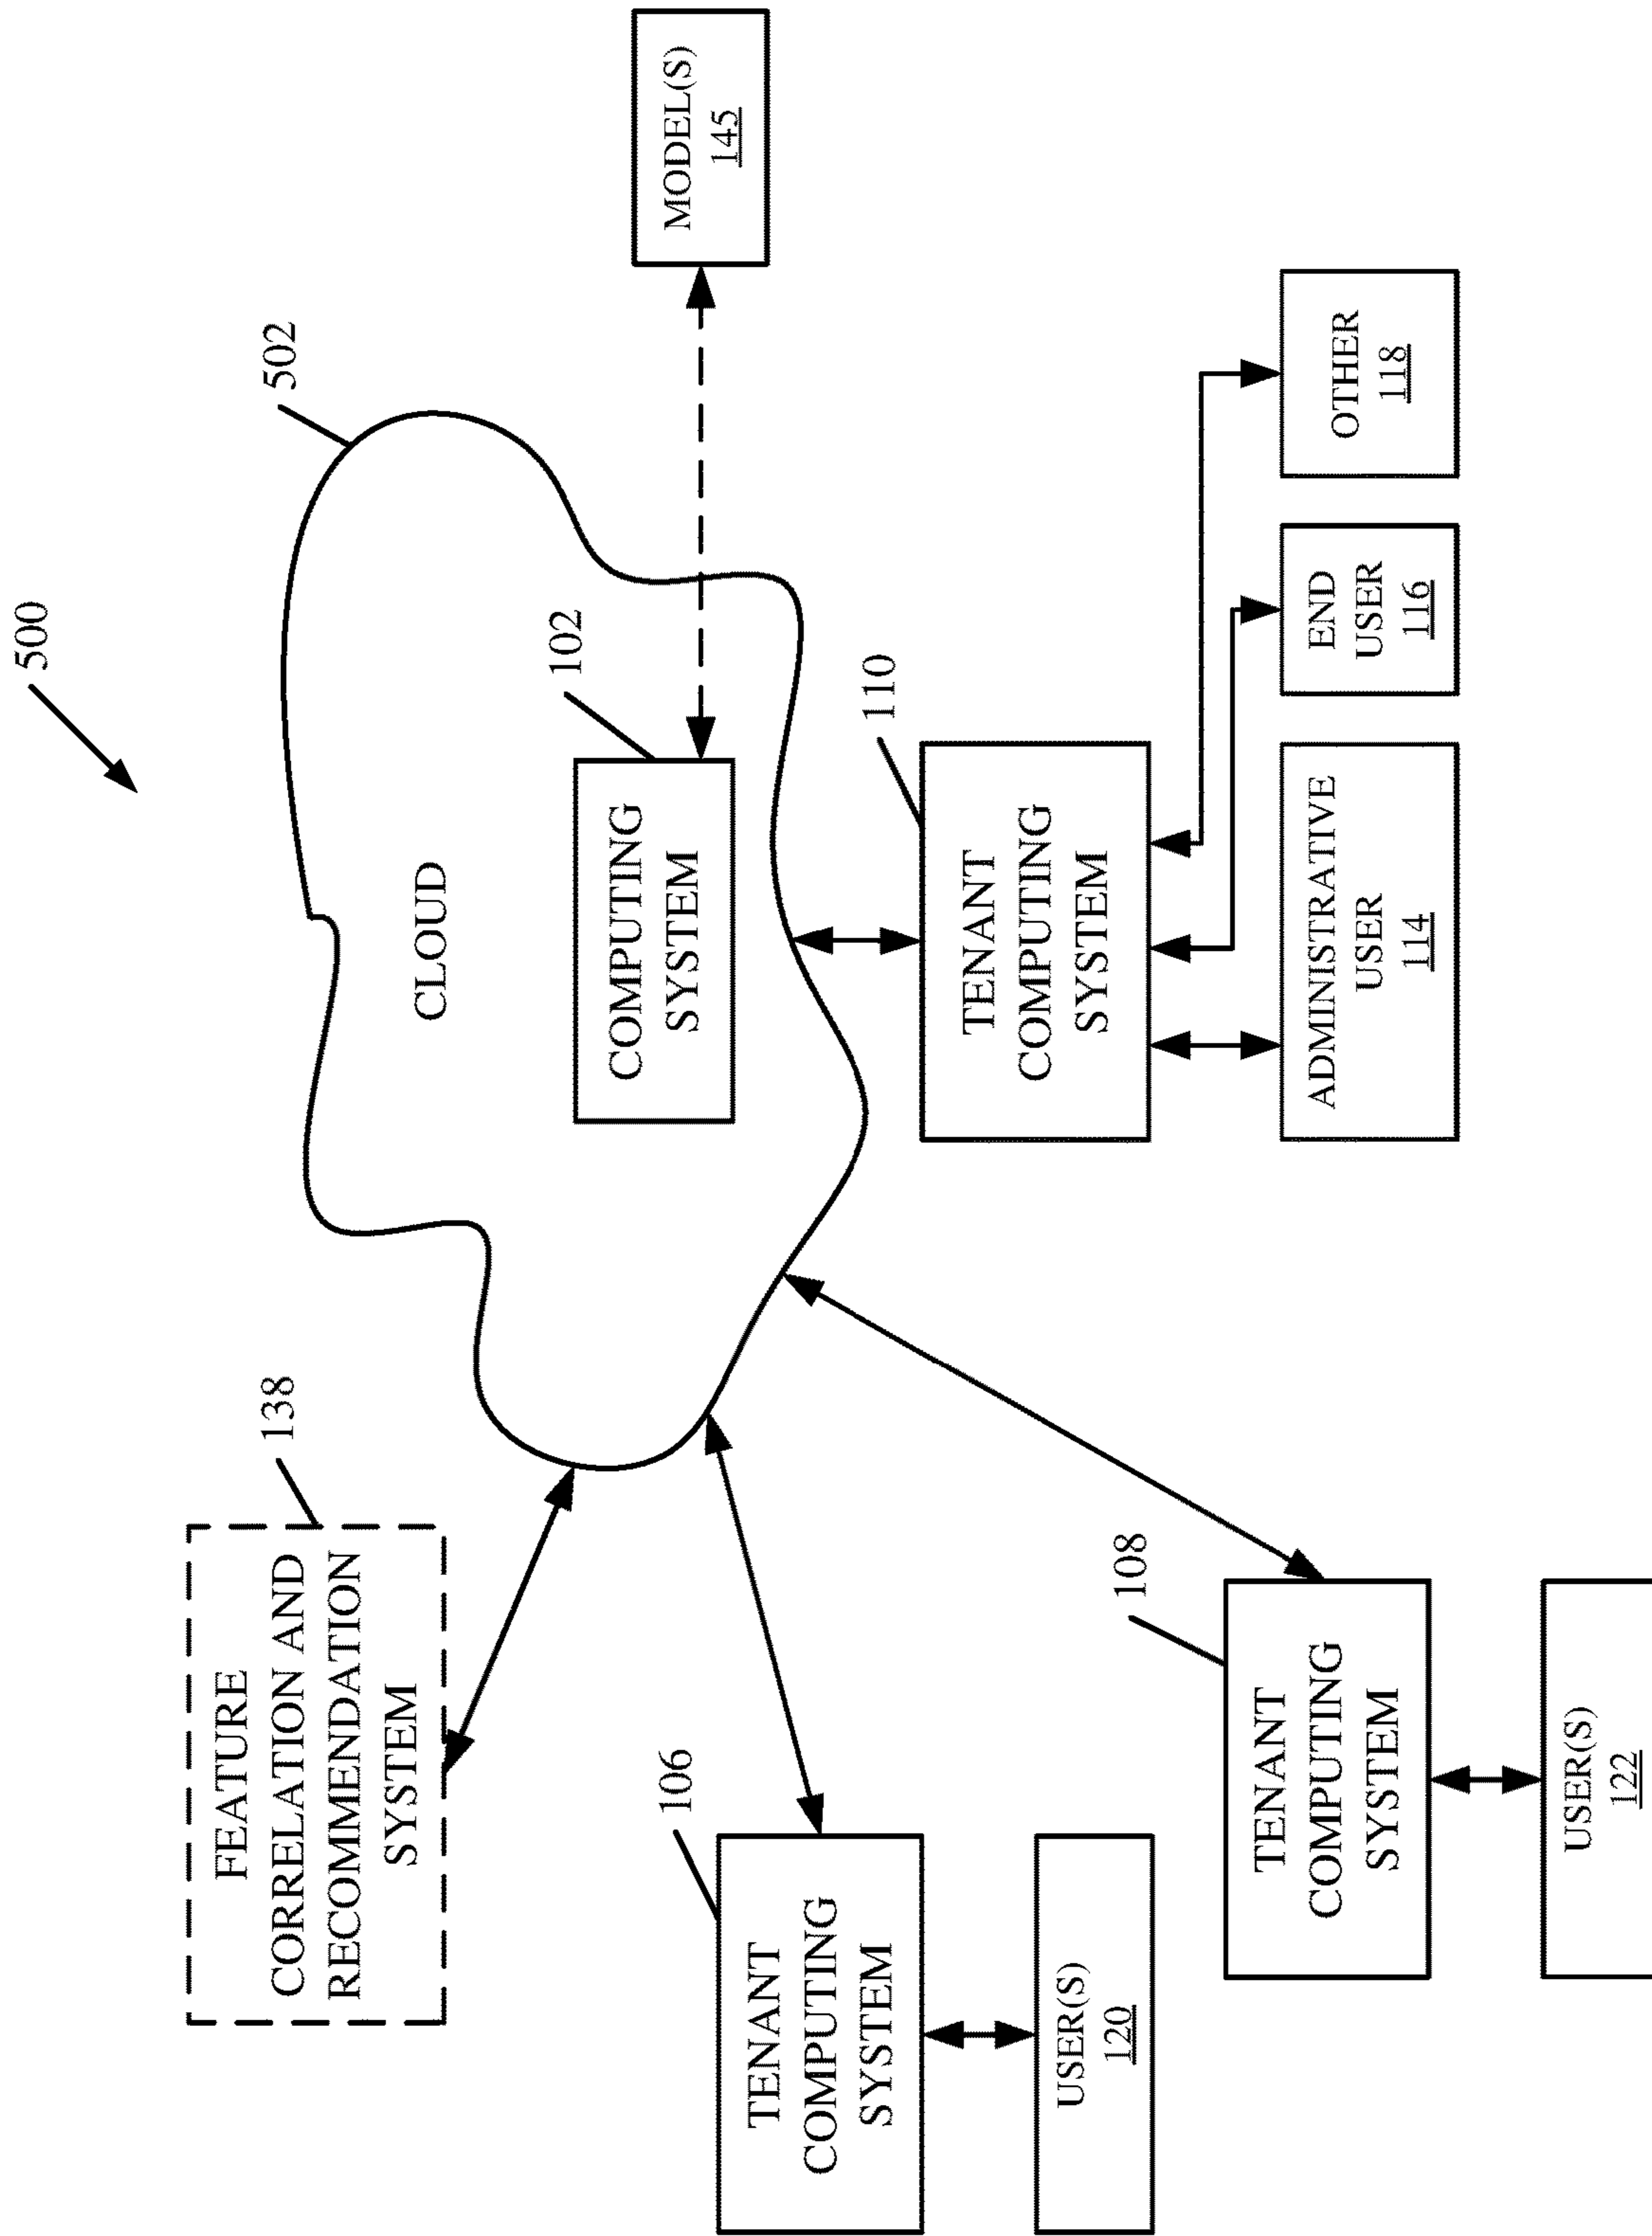 500
502
CLOUD
138
FEATURE
CORRELATION AND
RECOMMENDATION
SYSTEM
102
COMPUTING
SYSTEM
MODEL(S)
145
106
TENANT
COMPUTING
SYSTEM
USER(S)
120
108
TENANT
COMPUTING
SYSTEM
USER(S)
122
110
TENANT
COMPUTING
SYSTEM
ADMINISTRATIVE
USER
114
END
USER
116
OTHER
118